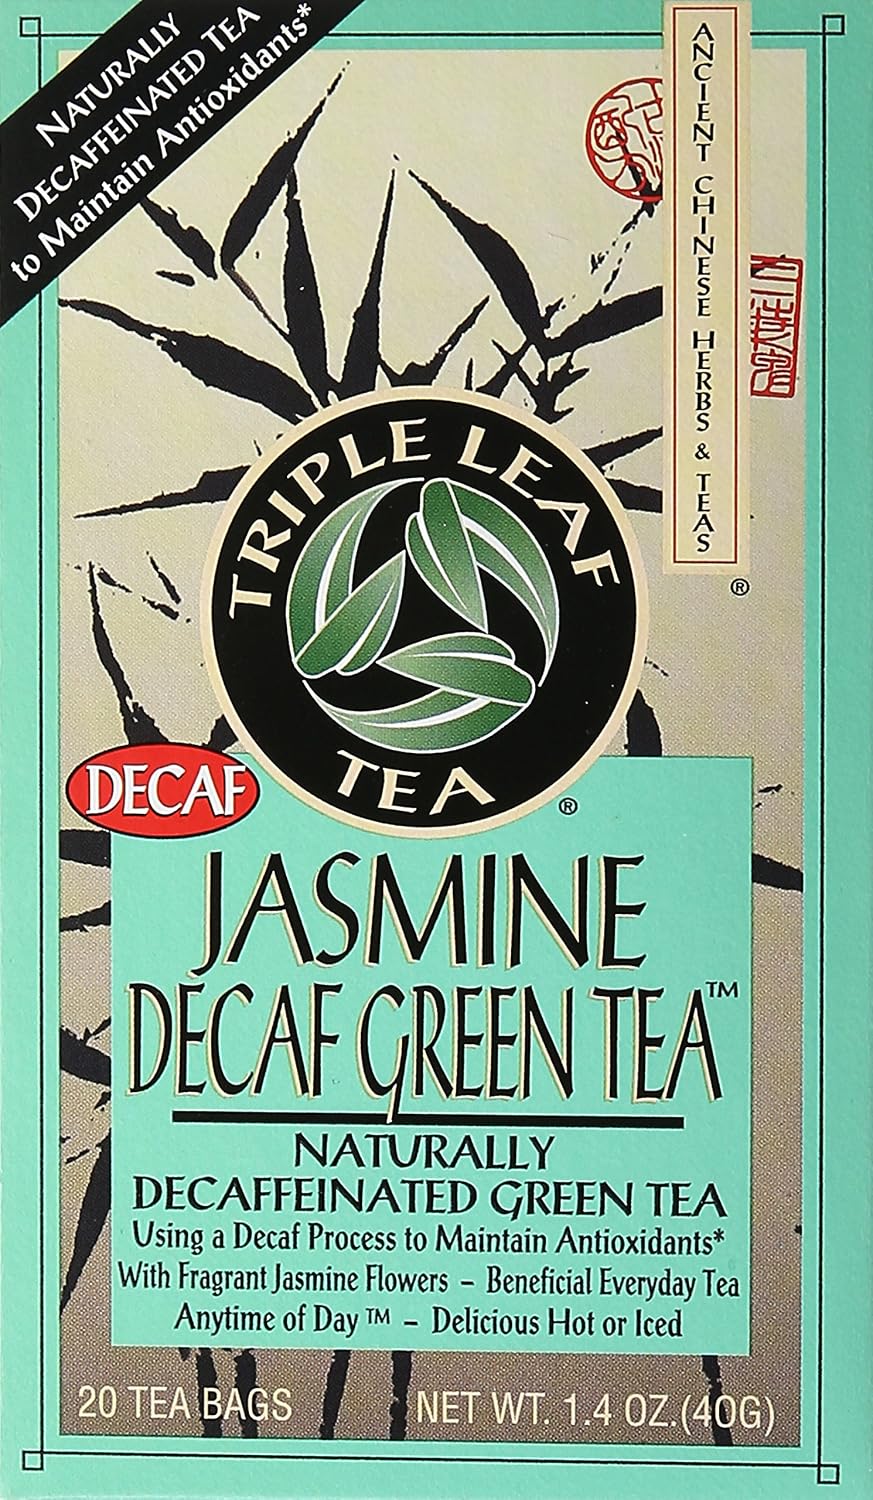 NATURALLY
DECAFFEINATED TEA
to Maintain Antioxidants*
ANCIENT CHINESE HERBS & TEAS
®
TRIPLE LEAF
TEA
®
DECAF
JASMINE
DECAF GREEN TEA™
NATURALLY
DECAFFEINATED GREEN TEA
Using a Decaf Process to Maintain Antioxidants*
With Fragrant Jasmine Flowers – Beneficial Everyday Tea
Anytime of Day™ – Delicious Hot or Iced
20 TEA BAGS
NET WT. 1.4 OZ.(40G)